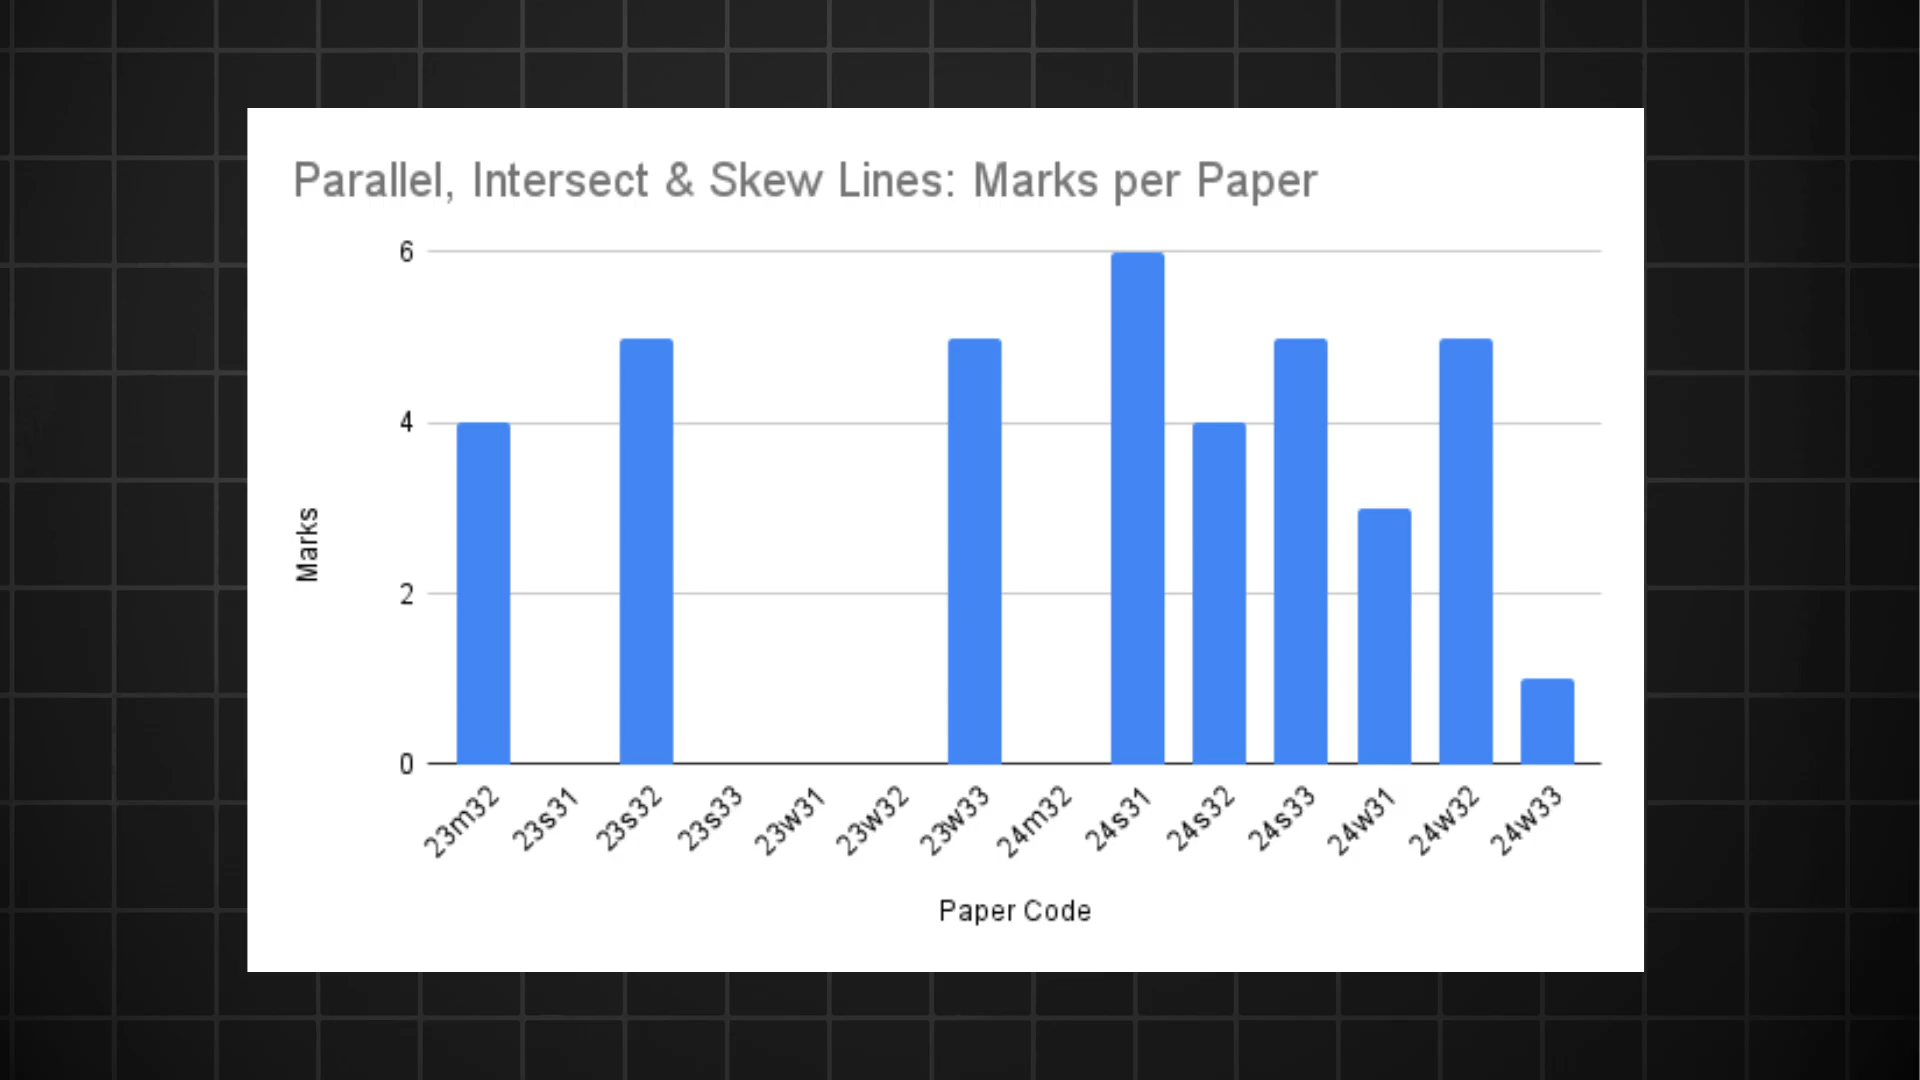 Parallel, Intersect & Skew Lines: Marks per Paper
6
4
2
0
Marks
23m32
23s31
23s32
23s33
23w31
23w32
23w33
24m32
24s31
24s32
24s33
24w31
24w32
24w33
Paper Code